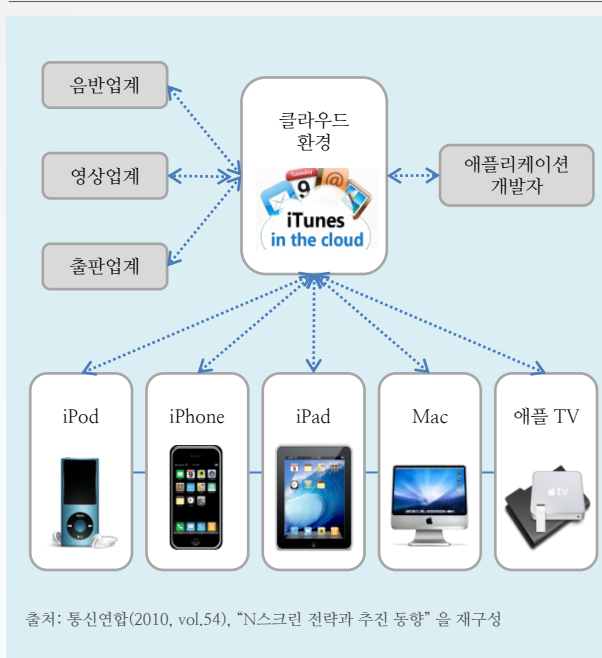 음반업계
영상업계
출판업계
클라우드
환경
Tuesday
9
@
iTunes
in the cloud
애플리케이션
개발자
iPod
iPhone
iPad
Mac
애플 TV
tv
출처: 통신연합(2010, vol.54), “N스크린 전략과 추진 동향” 을 재구성